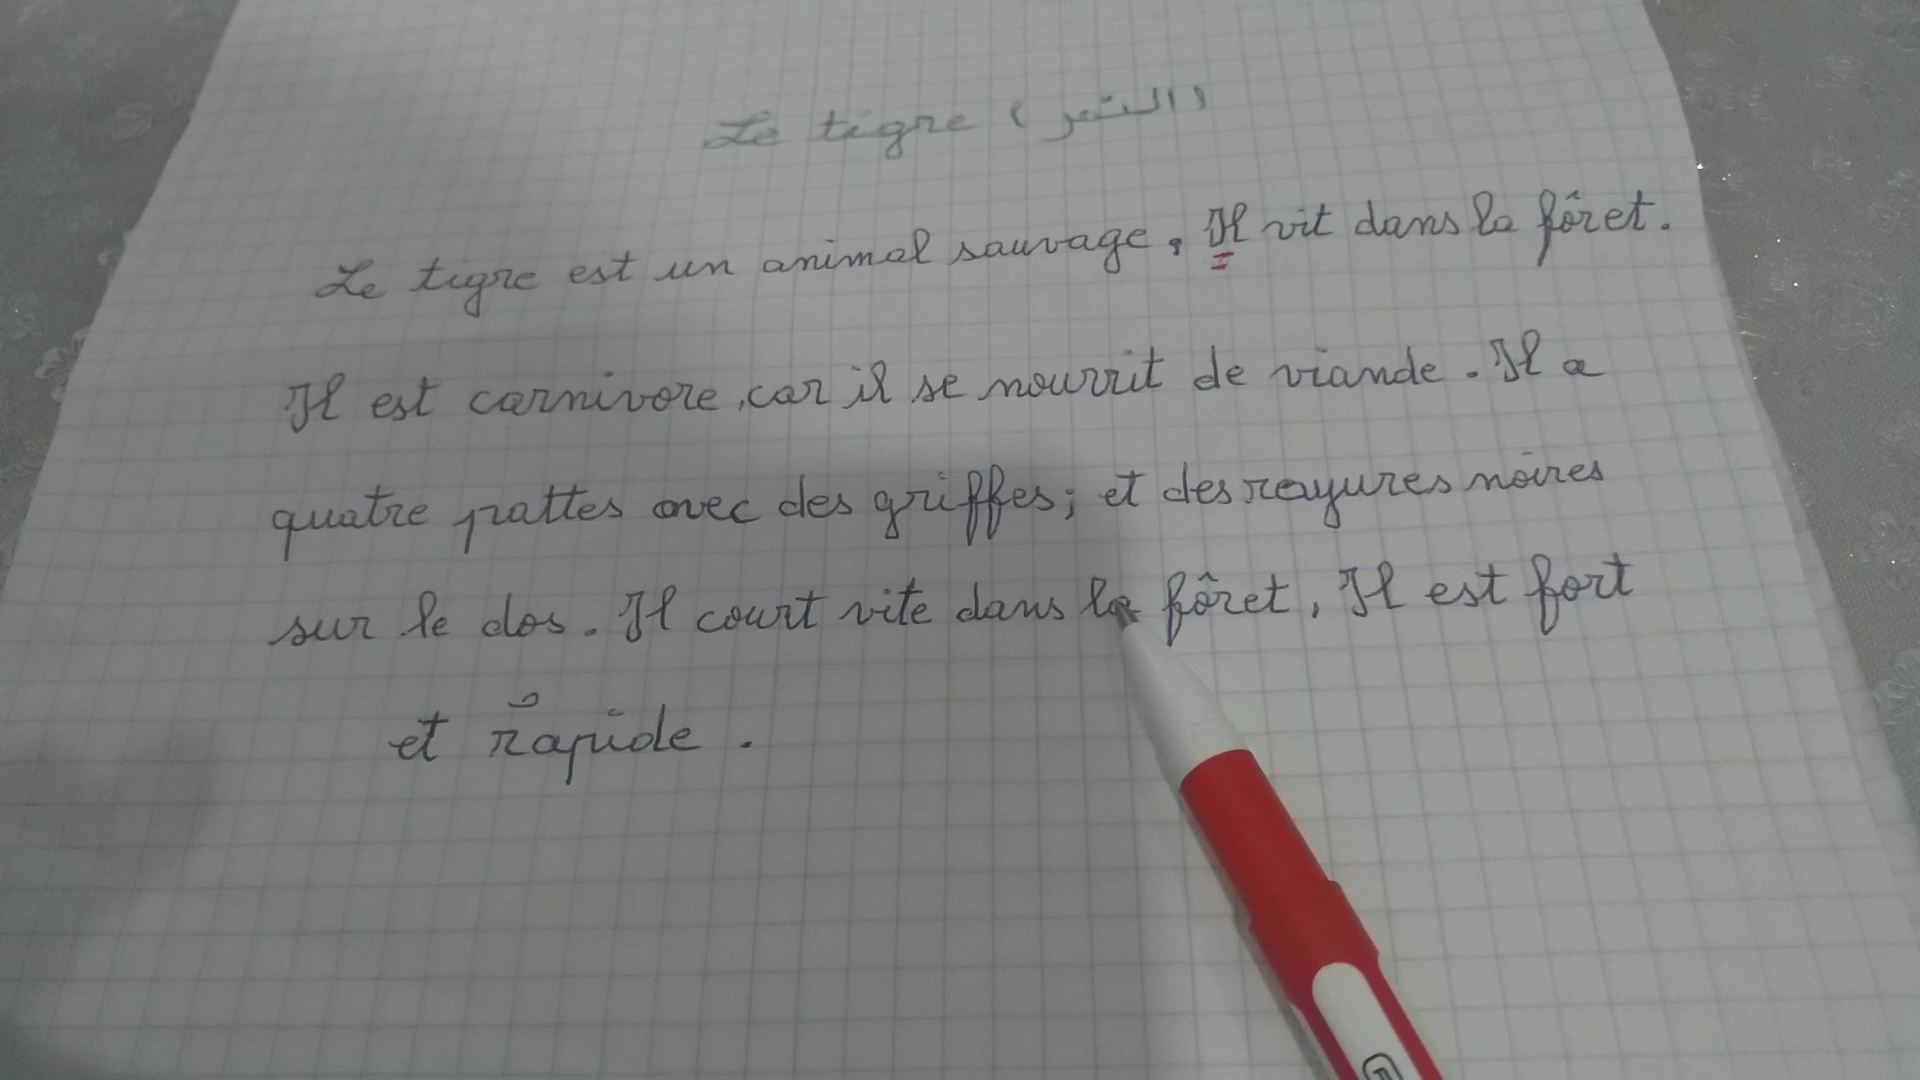 Le tigre (النمر)
Le tigre est un animal sauvage. Il vit dans la fôret.
Il est carnivore, car il se nourrit de viande. Il a
quatre pattes avec des griffes; et des rayures noires
sur le dos. Il court vite dans la fôret, Il est fort
et rapide.